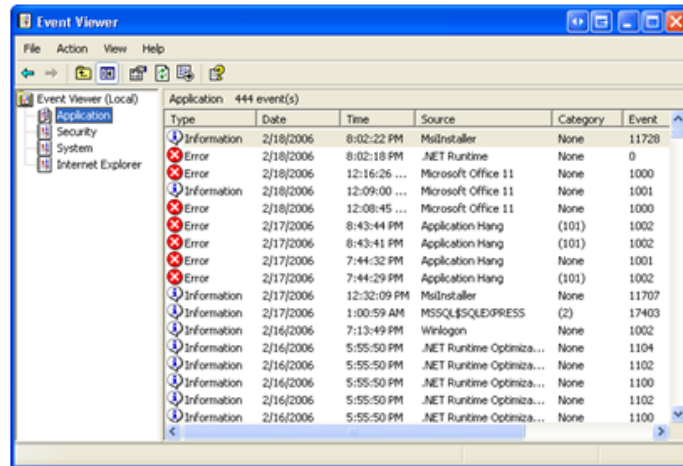 Event Viewer
File Action View Help
Event Viewer (Local)
Application
Security
System
Internet Explorer
Application 444 event(s)
Type Date Time Source Category Event
Information 2/18/2006 8:02:22 PM MsiInstaller None 11728
Error 2/18/2006 8:02:18 PM .NET Runtime None 0
Error 2/18/2006 12:16:26 ... Microsoft Office 11 None 1000
Information 2/18/2006 12:09:00 ... Microsoft Office 11 None 1001
Error 2/18/2006 12:08:45 ... Microsoft Office 11 None 1000
Error 2/17/2006 8:43:44 PM Application Hang (101) 1002
Error 2/17/2006 8:43:41 PM Application Hang (101) 1002
Error 2/17/2006 7:44:32 PM Application Hang None 1001
Error 2/17/2006 7:44:29 PM Application Hang (101) 1002
Information 2/17/2006 12:32:09 PM MsiInstaller None 11707
Information 2/17/2006 1:00:59 AM MSSQL$SQLEXPRESS (2) 17403
Information 2/16/2006 7:13:49 PM Winlogon None 1002
Information 2/16/2006 5:55:50 PM .NET Runtime Optimiza... None 1104
Information 2/16/2006 5:55:50 PM .NET Runtime Optimiza... None 1102
Information 2/16/2006 5:55:50 PM .NET Runtime Optimiza... None 1100
Information 2/16/2006 5:55:50 PM .NET Runtime Optimiza... None 1102
Information 2/16/2006 5:55:50 PM .NET Runtime Optimiza... None 1100